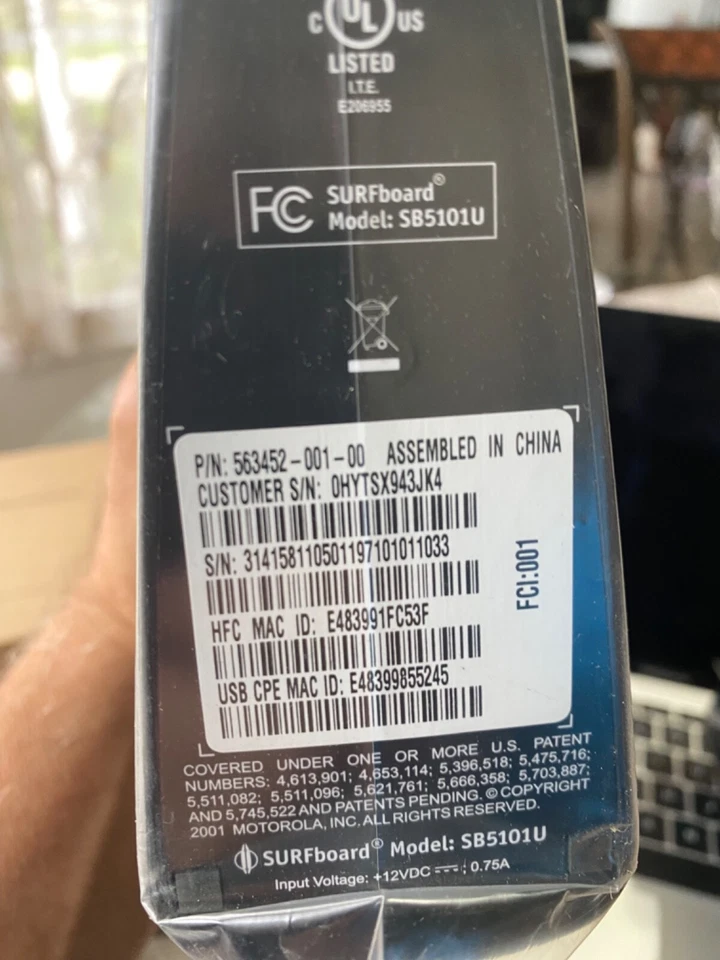 C UL US
LISTED
I.T.E.
E206955
FC SURFboard®
Model: SB5101U
P/N: 563452-001-00 ASSEMBLED IN CHINA
CUSTOMER S/N: 0HYTSX943JK4
S/N: 314158110501197101011033
HFC MAC ID: E483991FC53F
USB CPE MAC ID: E48399855245
FCI:001
COVERED UNDER ONE OR MORE U.S. PATENT
NUMBERS: 4,613,901; 4,653,114; 5,396,518; 5,475,716;
5,511,082; 5,511,096; 5,621,761; 5,666,358; 5,703,887;
AND 5,745,522 AND PATENTS PENDING. © COPYRIGHT
2001 MOTOROLA, INC. ALL RIGHTS RESERVED.
SURFboard® Model: SB5101U
Input Voltage: +12VDC ⎓, 0.75A